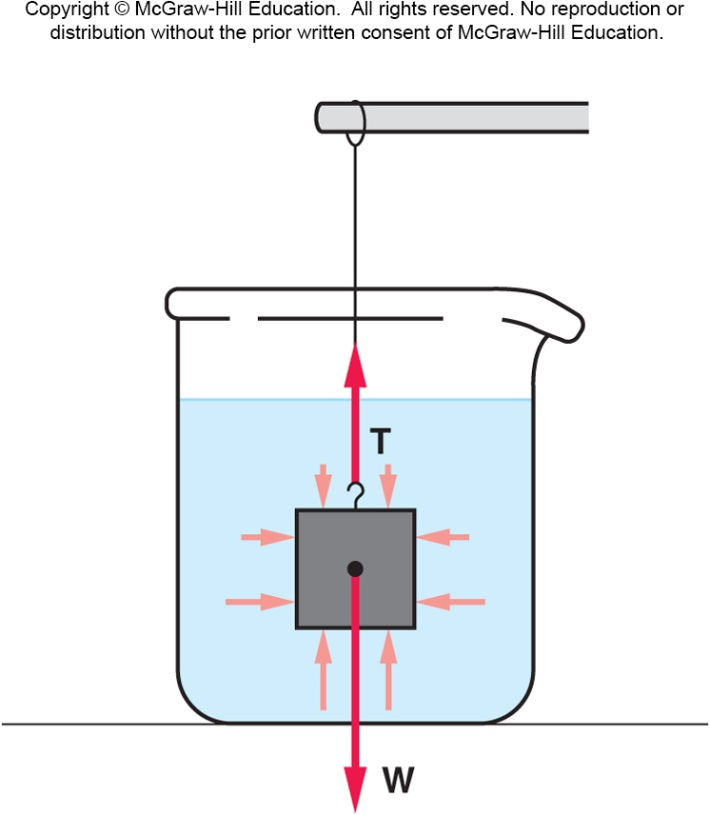 Copyright © McGraw-Hill Education.  All rights reserved. No reproduction or
distribution without the prior written consent of McGraw-Hill Education.
T
W